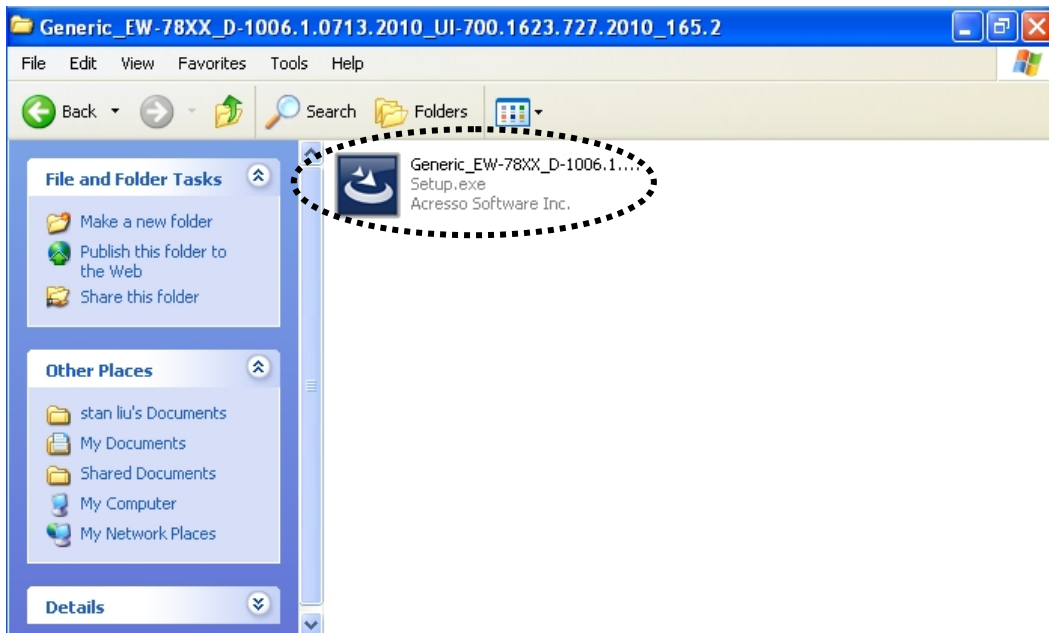 Generic_EW-78XX_D-1006.1.0713.2010_UI-700.1623.727.2010_165.2
File Edit View Favorites Tools Help
Back Search Folders
File and Folder Tasks
Make a new folder
Publish this folder to
the Web
Share this folder
Other Places
stan liu's Documents
My Documents
Shared Documents
My Computer
My Network Places
Details
Generic_EW-78XX_D-1006.1....
Setup.exe
Acresso Software Inc.